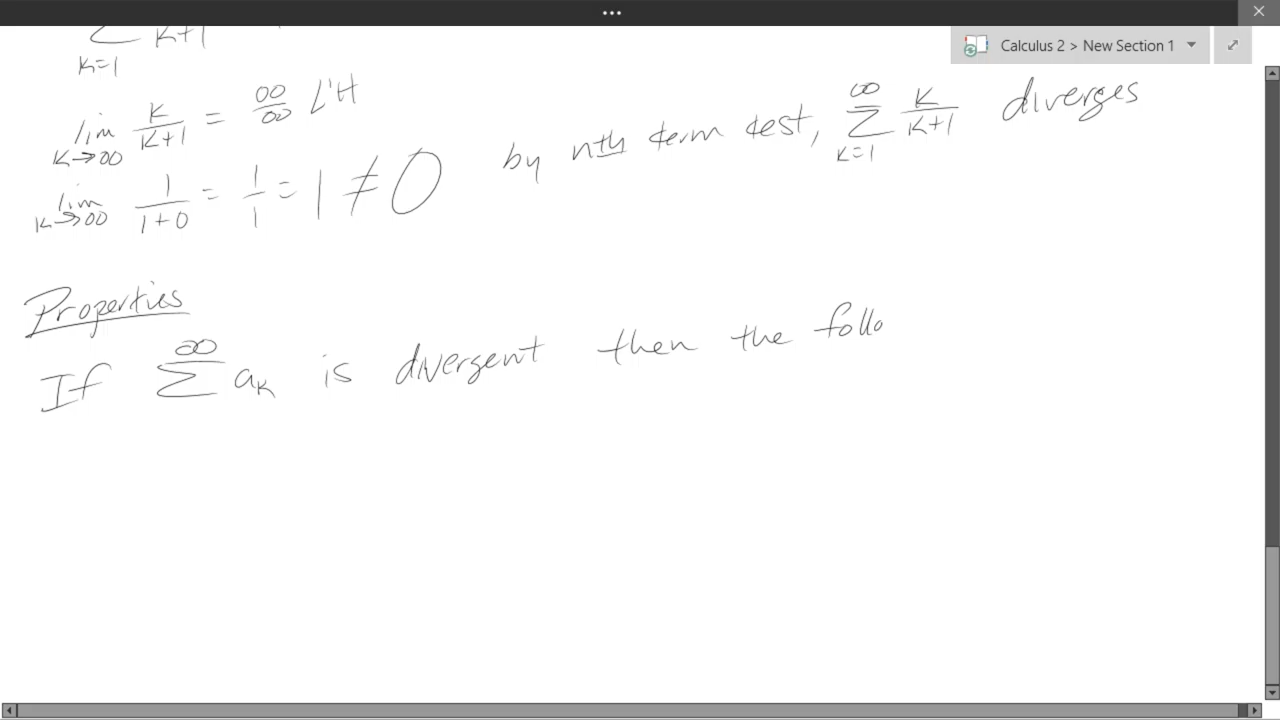 •••
Calculus 2 > New Section 1
∑ k+1
k=1
lim k→∞ k/(k+1) = ∞/∞ L'H
by nth term test, ∑_{k=1}^{∞} k/(k+1) diverges
lim k→∞ 1/(1+0) = 1/1 = 1 ≠ 0
Properties
If ∑^{∞} a_k is divergent then the follo